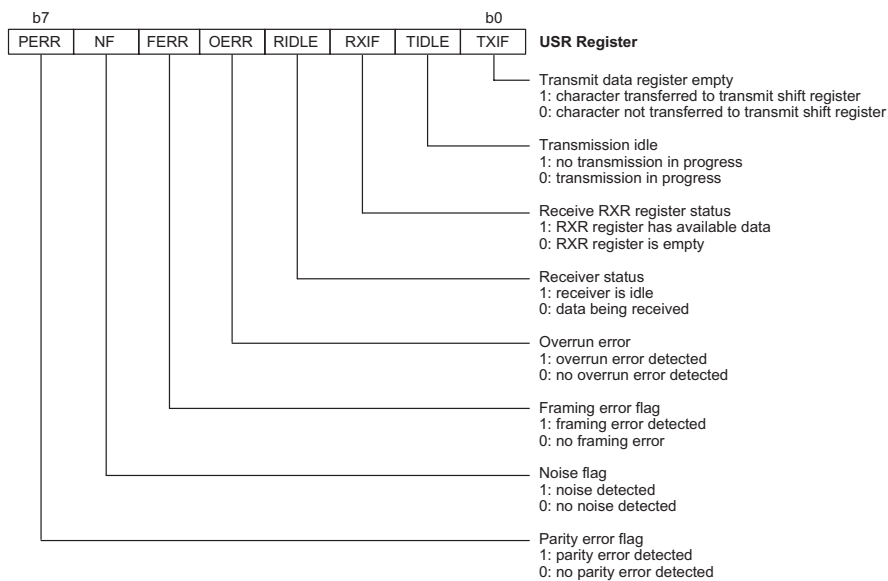 b7 b0
PERR NF FERR OERR RIDLE RXIF TIDLE TXIF USR Register
Transmit data register empty
1: character transferred to transmit shift register
0: character not transferred to transmit shift register
Transmission idle
1: no transmission in progress
0: transmission in progress
Receive RXR register status
1: RXR register has available data
0: RXR register is empty
Receiver status
1: receiver is idle
0: data being received
Overrun error
1: overrun error detected
0: no overrun error detected
Framing error flag
1: framing error detected
0: no framing error
Noise flag
1: noise detected
0: no noise detected
Parity error flag
1: parity error detected
0: no parity error detected